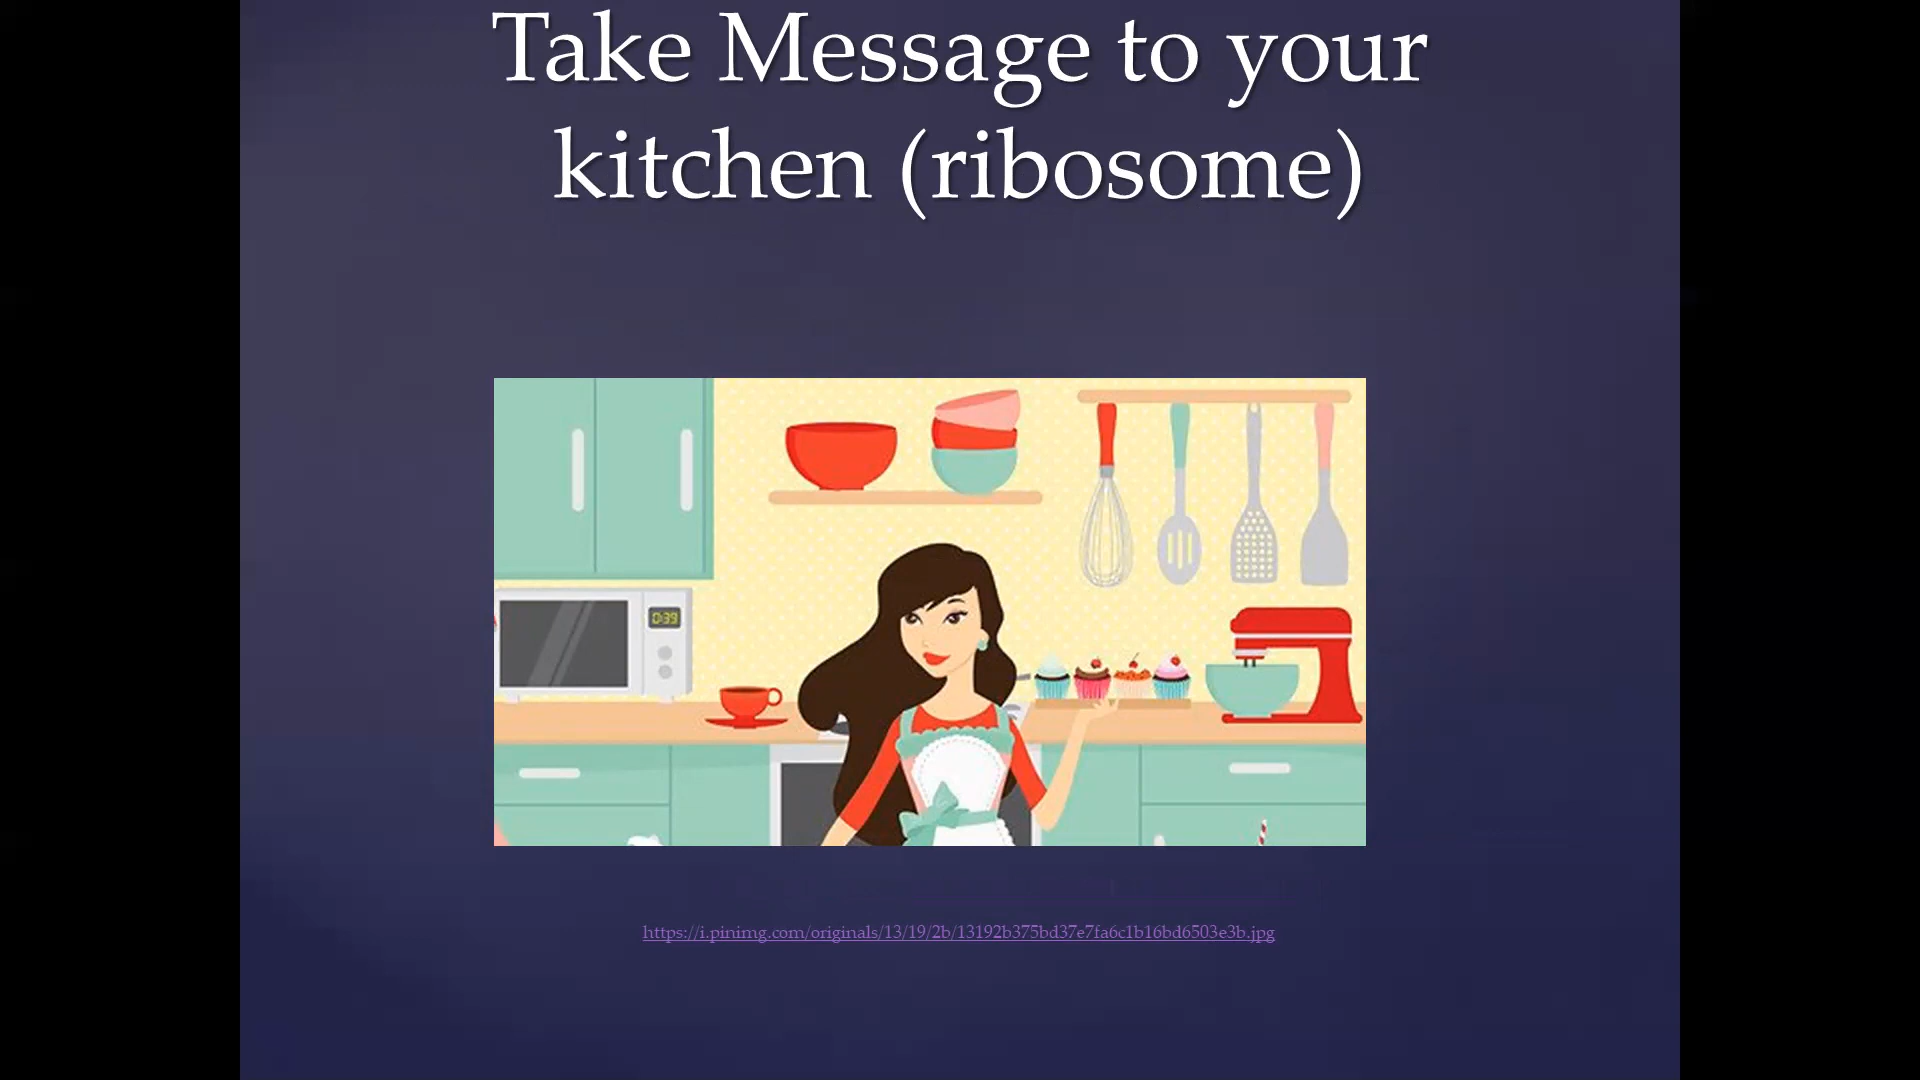 Take Message to your
kitchen (ribosome)
0:39
https://i.pinimg.com/originals/13/19/2b/13192b375bd37e7fa6c1b16bd6503e3b.jpg